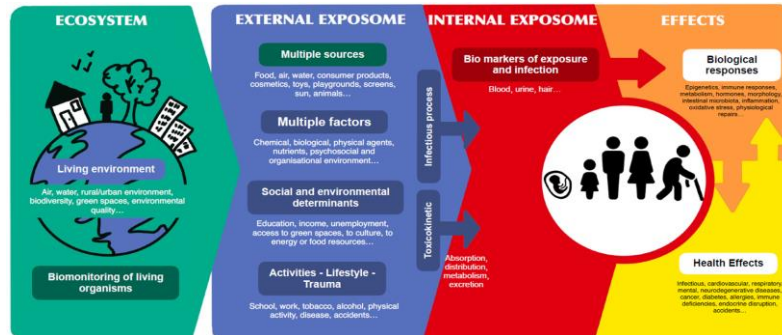 ECOSYSTEM
Living environment
Air, water, rural/urban environment,
biodiversity, green spaces, environmental
quality…
Biomonitoring of living
organisms
EXTERNAL EXPOSOME
Multiple sources
Food, air, water, consumer products,
cosmetics, toys, playgrounds, screens,
sun, animals…
Multiple factors
Chemical, biological, physical agents,
nutrients, psychosocial and
organisational environment…
Social and environmental
determinants
Education, income, unemployment,
access to green spaces, to culture, to
energy or food resources…
Activities - Lifestyle -
Trauma
School, work, tobacco, alcohol, physical
activity, disease, accidents…
Infectious process
Toxicokinetic
INTERNAL EXPOSOME
Bio markers of exposure
and infection
Blood, urine, hair…
Absorption,
distribution,
metabolism,
excretion
EFFECTS
Biological
responses
Epigenetics, immune responses,
metabolism, hormones, morphology,
intestinal microbiota, inflammation,
oxidative stress, physiological
repairs…
Health Effects
Infectious, cardiovascular, respiratory,
mental, neurodegenerative diseases,
cancer, diabetes, allergies, immune
deficiencies, endocrine disruption,
accidents…